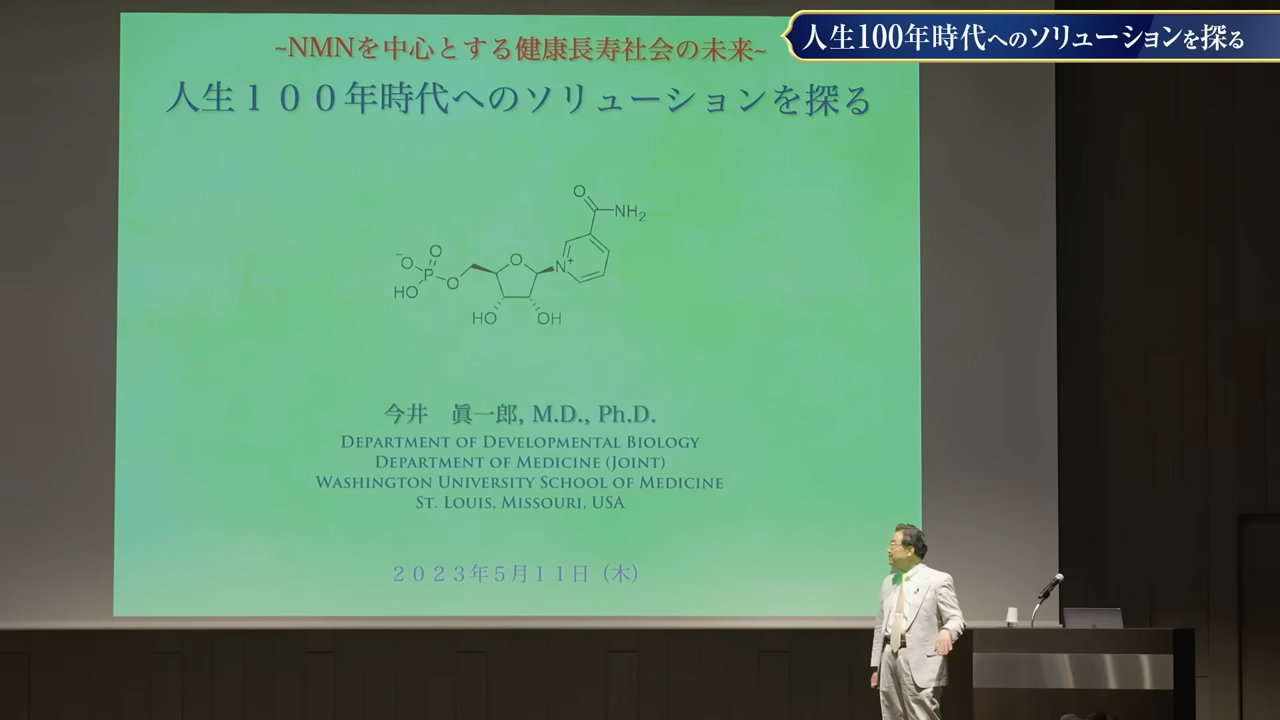 人生100年時代へのソリューションを探る
~NMNを中心とする健康長寿社会の未来~
人生１００年時代へのソリューションを探る
O
NH2
-O
O
P
HO
O
O
N+
HO
OH
今井　眞一郎, M.D., Ph.D.
DEPARTMENT OF DEVELOPMENTAL BIOLOGY
DEPARTMENT OF MEDICINE (JOINT)
WASHINGTON UNIVERSITY SCHOOL OF MEDICINE
ST. LOUIS, MISSOURI, USA
２０２３年５月１１日（木）